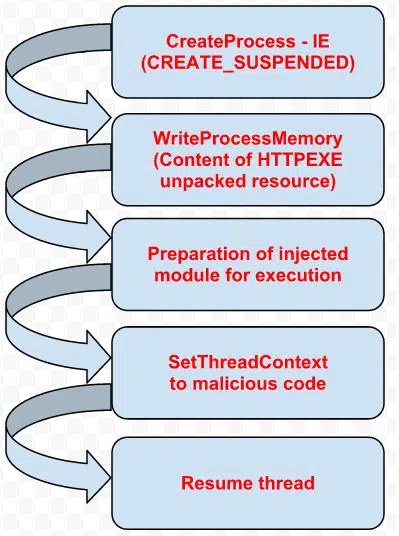 CreateProcess - IE
(CREATE_SUSPENDED)
WriteProcessMemory
(Content of HTTPEXE
unpacked resource)
Preparation of injected
module for execution
SetThreadContext
to malicious code
Resume thread